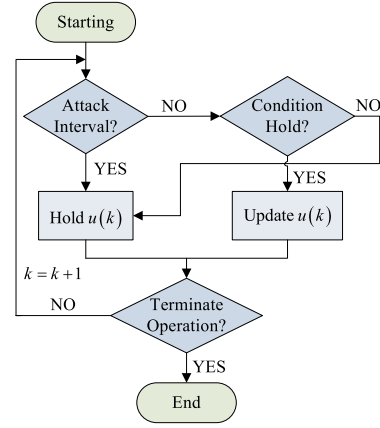 Starting
Attack
Interval?
NO
Condition
Hold?
NO
YES
YES
Hold u(k)
Update u(k)
k = k + 1
NO
Terminate
Operation?
YES
End